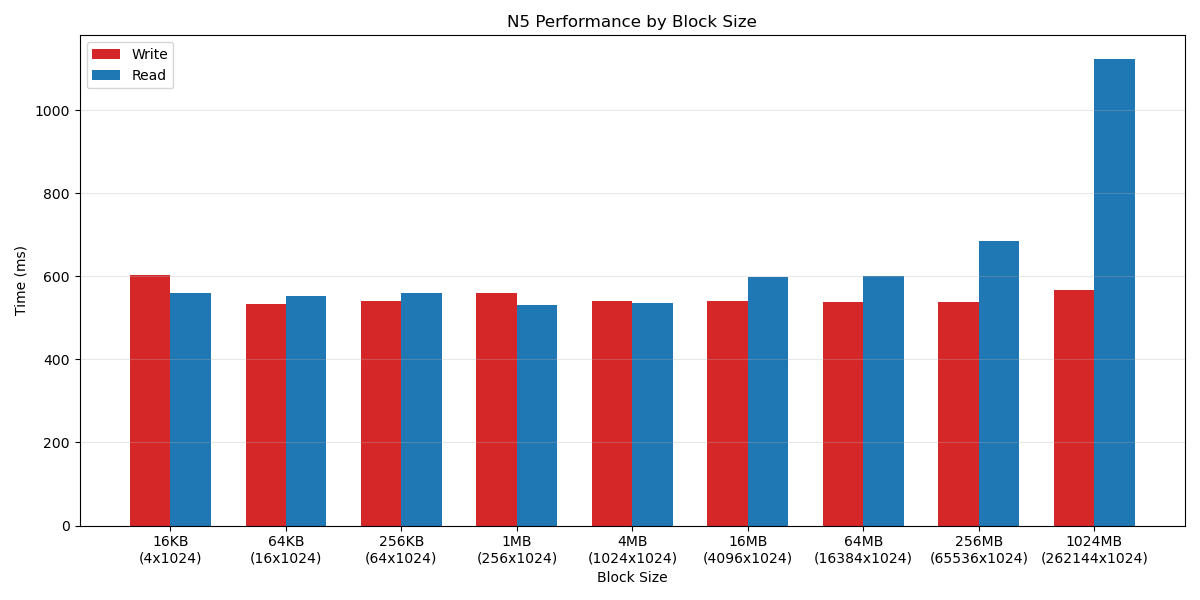 N5 Performance by Block Size
Write
Read
Time (ms)
1000
800
600
400
200
0
16KB
(4x1024)
64KB
(16x1024)
256KB
(64x1024)
1MB
(256x1024)
4MB
(1024x1024)
16MB
(4096x1024)
64MB
(16384x1024)
256MB
(65536x1024)
1024MB
(262144x1024)
Block Size